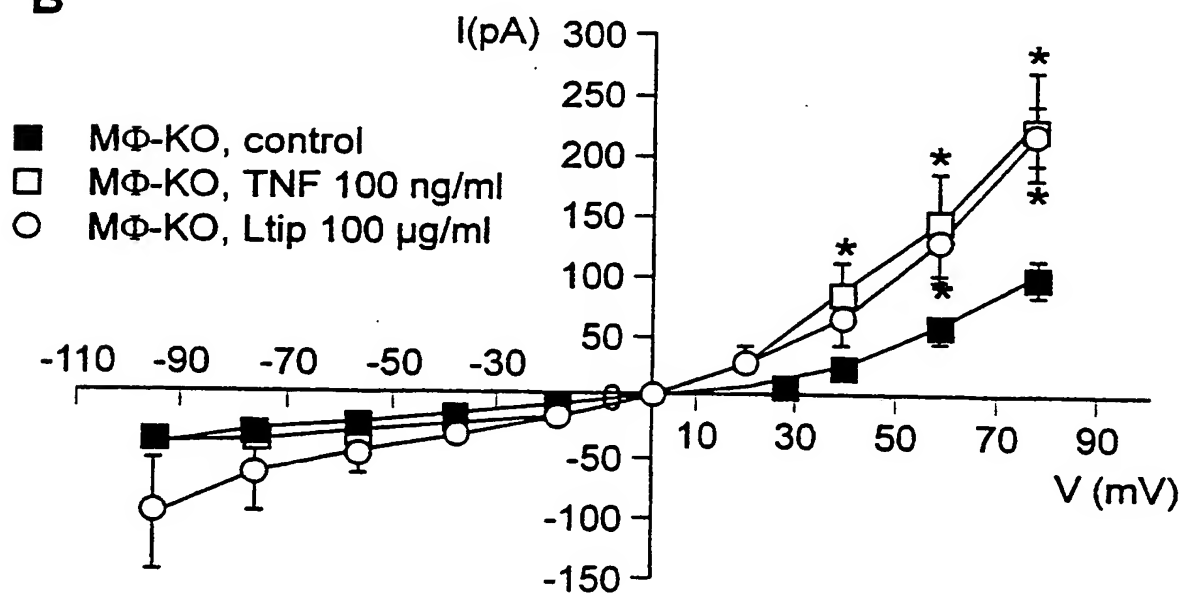 B
I(pA)
300
*
250
MΦ-KO, control
*
200
MΦ-KO, TNF 100 ng/ml
*
150
MΦ-KO, Ltip 100 µg/ml
*
100
*
50
-110 -90 -70 -50 -30
0
10 30 50 70 90
-50
V (mV)
-100
-150